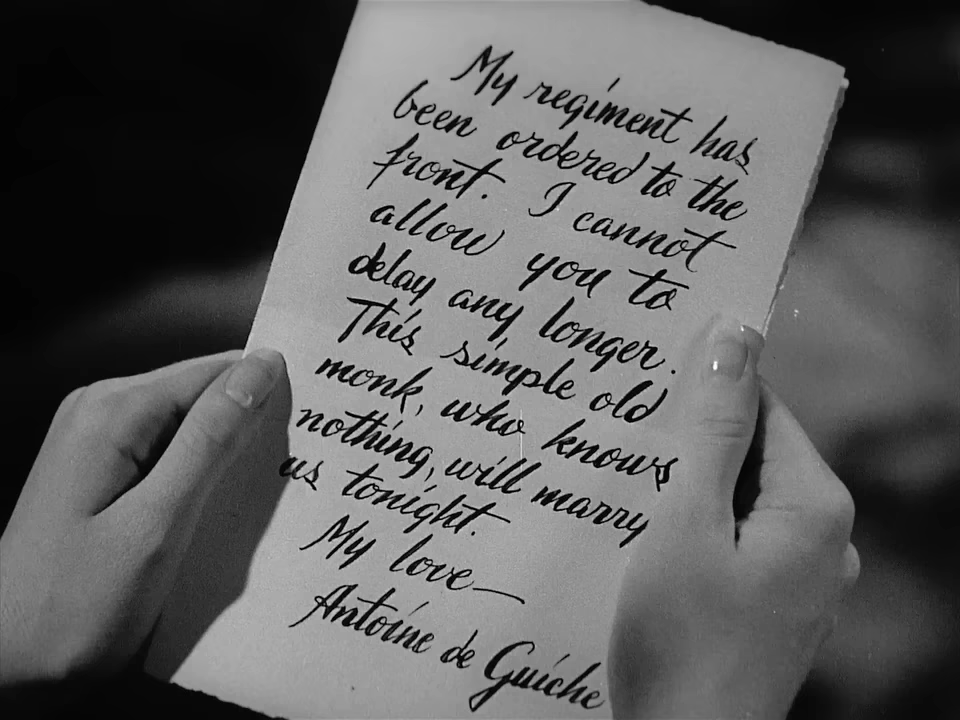 My regiment has
been ordered to the
front. I cannot
allow you to
delay any longer.
This simple old
monk, who knows
nothing, will marry
us tonight.
My love—
Antoine de Guiche